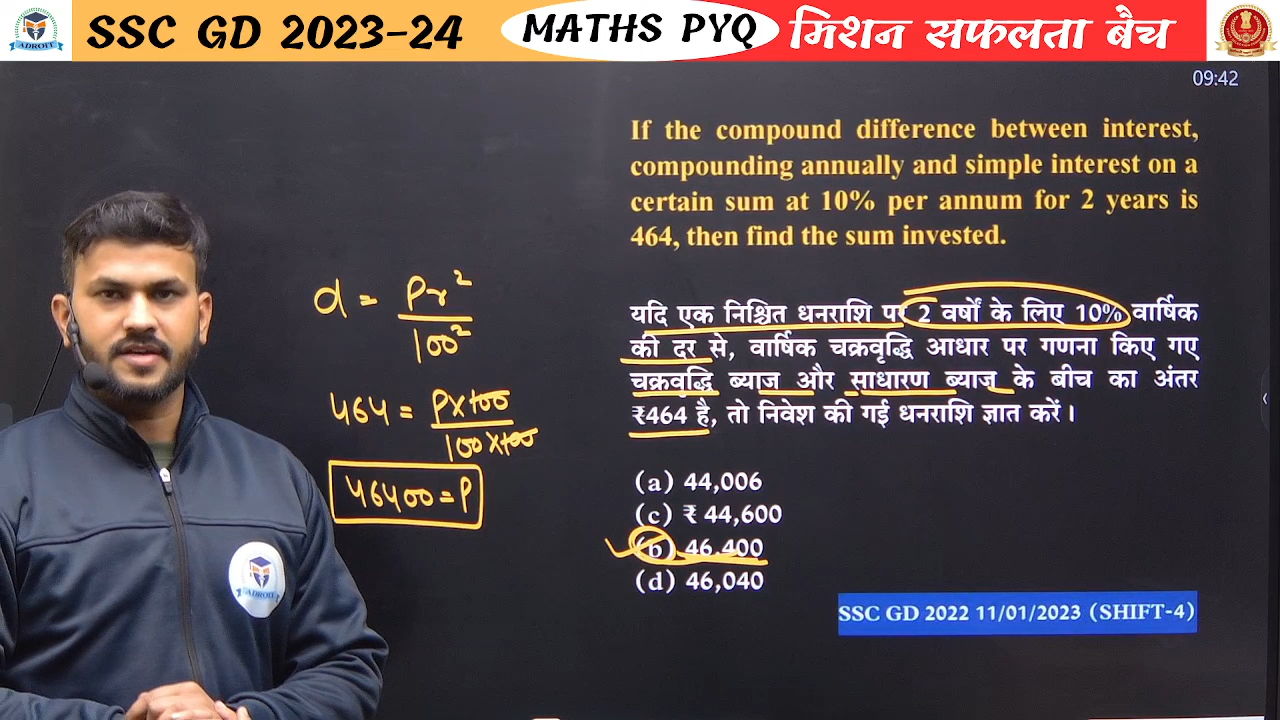 SSC GD 2023-24
MATHS PYQ
मिशन सफलता बैच
ADROIT
09:42
If the compound difference between interest,
compounding annually and simple interest on a
certain sum at 10% per annum for 2 years is
464, then find the sum invested.
यदि एक निश्चित धनराशि पर 2 वर्षों के लिए 10% वार्षिक
की दर से, वार्षिक चक्रवृद्धि आधार पर गणना किए गए
चक्रवृद्धि ब्याज और साधारण ब्याज के बीच का अंतर
₹464 है, तो निवेश की गई धनराशि ज्ञात करें।
(a) 44,006
(c) ₹ 44,600
(b) 46,400
(d) 46,040
SSC GD 2022 11/01/2023 (SHIFT-4)
d = Pr²
100²
464 = P×100
100×100
46400=P
ADROIT